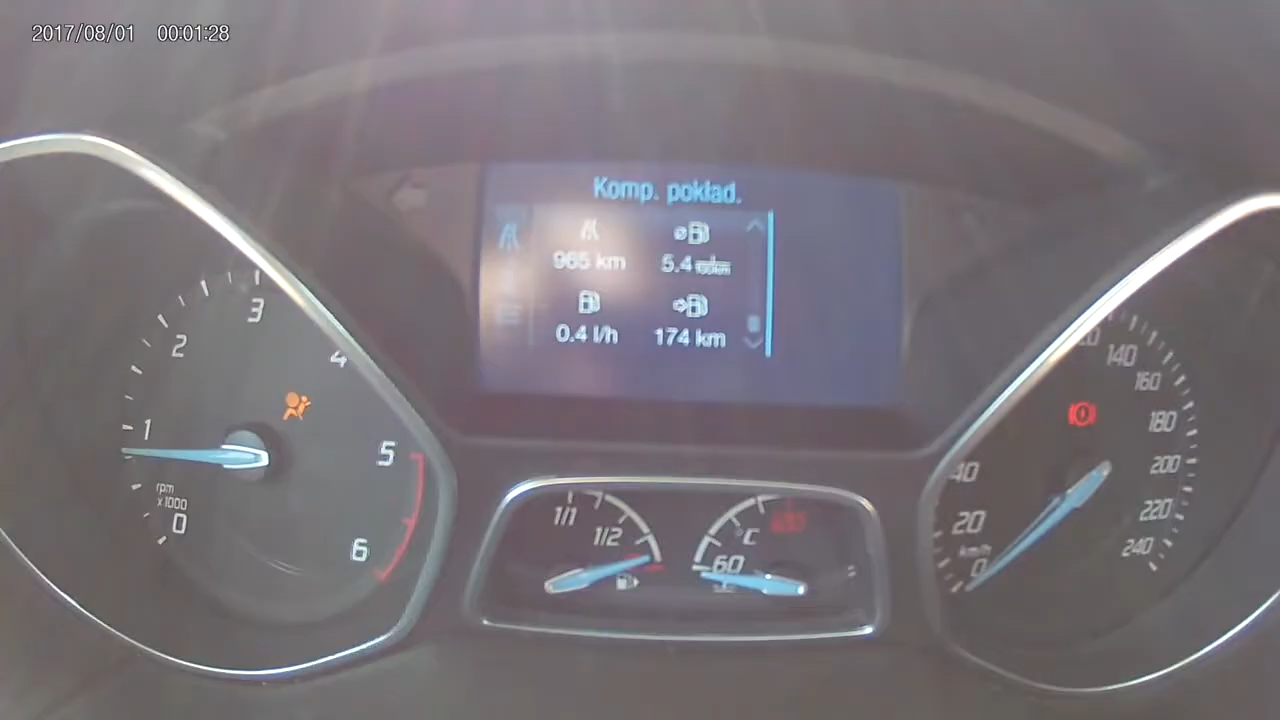 2017/08/01 00:01:28
Komp. pokład.
965 km
5.4 l/100km
0.4 l/h
174 km
0
1
2
3
4
5
6
rpm
x1000
1/1
1/2
°C
60
0
20
40
140
160
180
200
220
240
km/h